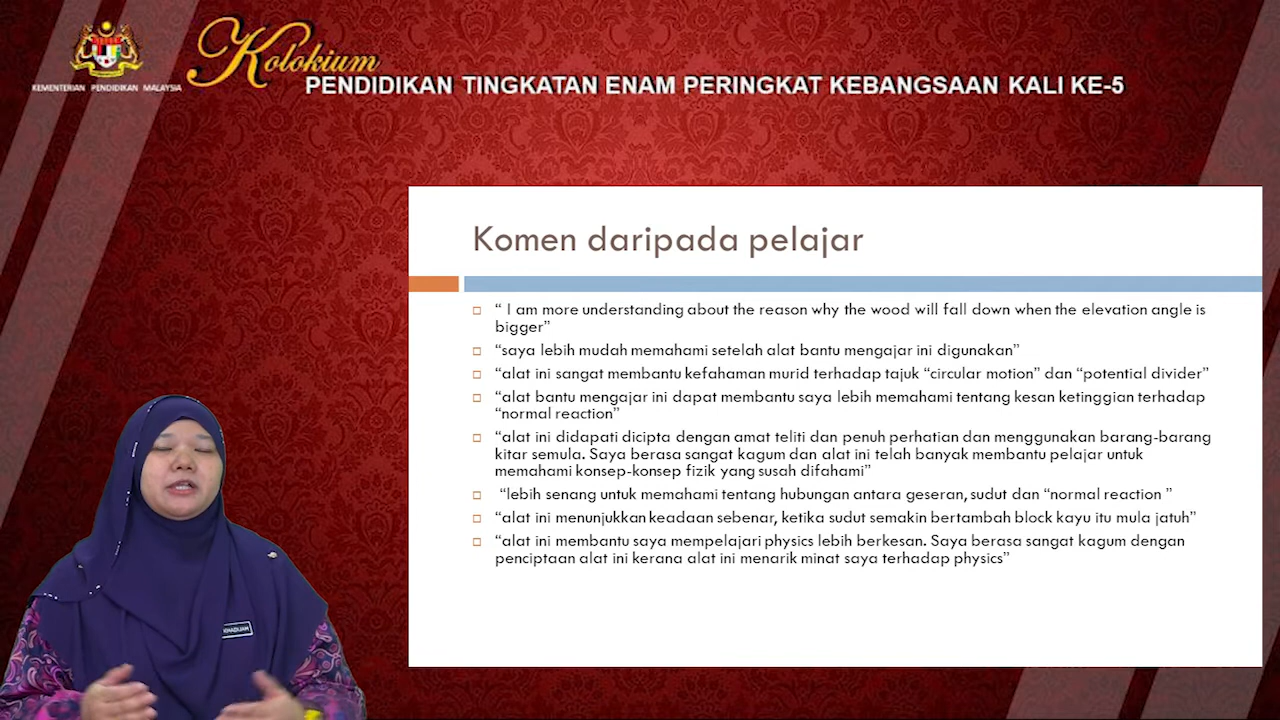 Kolokium
KEMENTERIAN PENDIDIKAN MALAYSIA
PENDIDIKAN TINGKATAN ENAM PERINGKAT KEBANGSAAN KALI KE-5
Komen daripada pelajar
“ I am more understanding about the reason why the wood will fall down when the elevation angle is
bigger”
“saya lebih mudah memahami setelah alat bantu mengajar ini digunakan”
“alat ini sangat membantu kefahaman murid terhadap tajuk “circular motion” dan “potential divider”
“alat bantu mengajar ini dapat membantu saya lebih memahami tentang kesan ketinggian terhadap
“normal reaction”
“alat ini didapati dicipta dengan amat teliti dan penuh perhatian dan menggunakan barang-barang
kitar semula. Saya berasa sangat kagum dan alat ini telah banyak membantu pelajar untuk
memahami konsep-konsep fizik yang susah difahami”
“lebih senang untuk memahami tentang hubungan antara geseran, sudut dan “normal reaction ”
“alat ini menunjukkan keadaan sebenar, ketika sudut semakin bertambah block kayu itu mula jatuh”
“alat ini membantu saya mempelajari physics lebih berkesan. Saya berasa sangat kagum dengan
penciptaan alat ini kerana alat ini menarik minat saya terhadap physics”